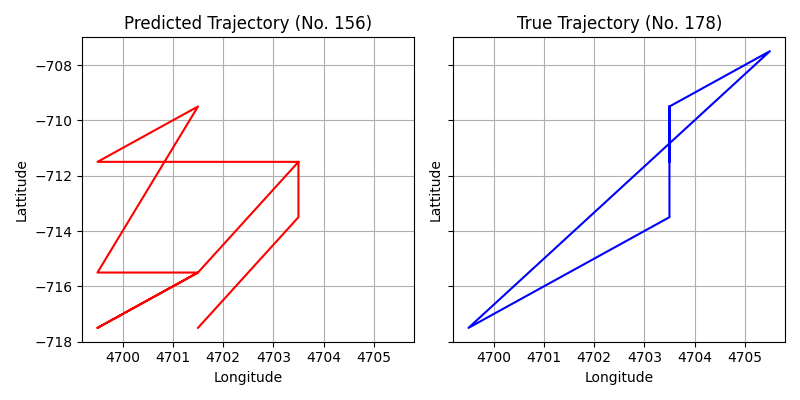 Predicted Trajectory (No. 156)
True Trajectory (No. 178)
Lattitude
−708
−710
−712
−714
−716
−718
4700 4701 4702 4703 4704 4705
Longitude
Lattitude
4700 4701 4702 4703 4704 4705
Longitude